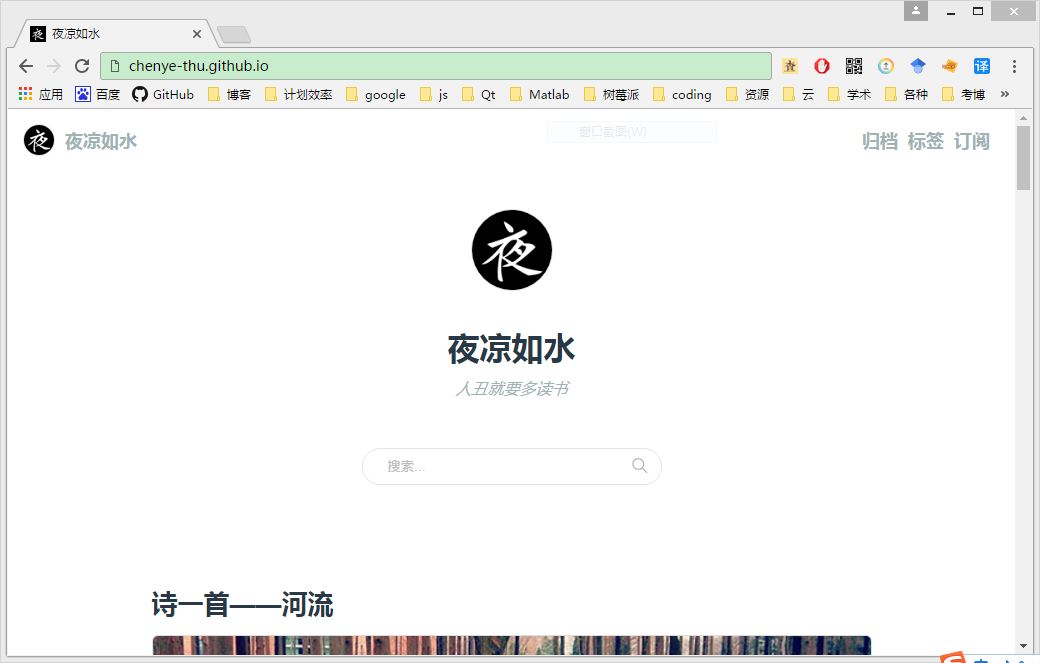 夜凉如水
chenye-thu.github.io
应用 百度 GitHub 博客 计划效率 google js Qt Matlab 树莓派 coding 资源 云 学术 各种 考博 »
夜 夜凉如水 窗口截图(W) 归档 标签 订阅
夜
夜凉如水
人丑就要多读书
搜索...
诗一首——河流